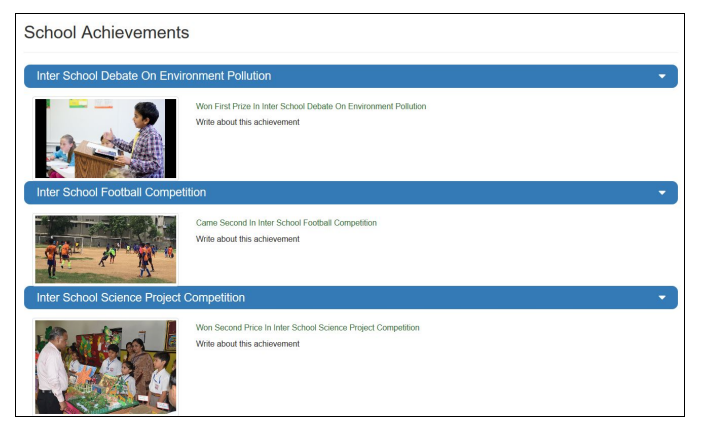 School Achievements
Inter School Debate On Environment Pollution
Won First Prize In Inter School Debate On Environment Pollution
Write about this achievement
Inter School Football Competition
Came Second In Inter School Football Competition
Write about this achievement
Inter School Science Project Competition
Won Second Price In Inter School Science Project Competition
Write about this achievement